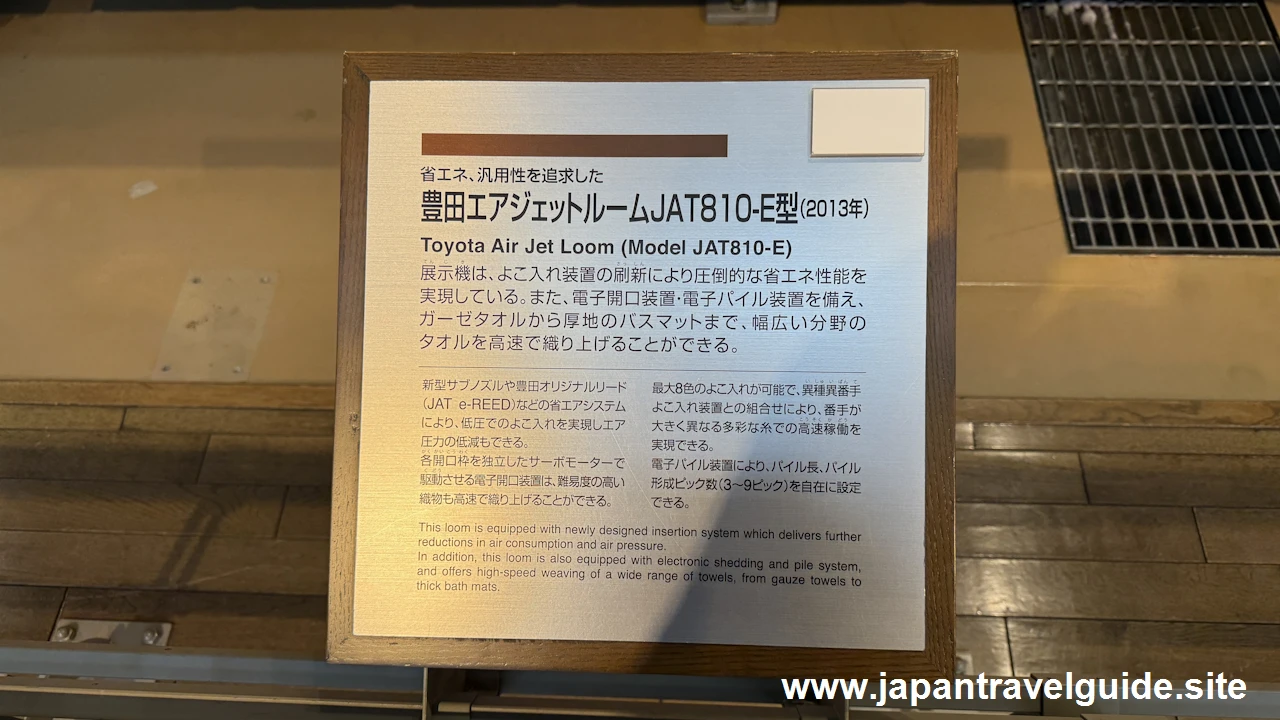 省エネ、汎用性を追求した
豊田エアジェットルームJAT810-E型(2013年)
Toyota Air Jet Loom (Model JAT810-E)
展示機は、よこ入れ装置の刷新により圧倒的な省エネ性能を
実現している。また、電子開口装置・電子パイル装置を備え、
ガーゼタオルから厚地のバスマットまで、幅広い分野の
タオルを高速で織り上げることができる。
新型サブノズルや豊田オリジナルリード
(JAT e-REED)などの省エアシステム
により、低圧でのよこ入れを実現しエア
圧力の低減もできる。
各開口枠を独立したサーボモーターで
駆動させる電子開口装置は、難易度の高い
織物も高速で織り上げることができる。
最大8色のよこ入れが可能で、異種異番手
よこ入れ装置との組合せにより、番手が
大きく異なる多彩な糸での高速稼働を
実現できる。
電子パイル装置により、パイル長、パイル
形成ピック数(3〜9ピック)を自在に設定
できる。
This loom is equipped with newly designed insertion system which delivers further
reductions in air consumption and air pressure.
In addition, this loom is also equipped with electronic shedding and pile system,
and offers high-speed weaving of a wide range of towels, from gauze towels to
thick bath mats.
www.japantravelguide.site